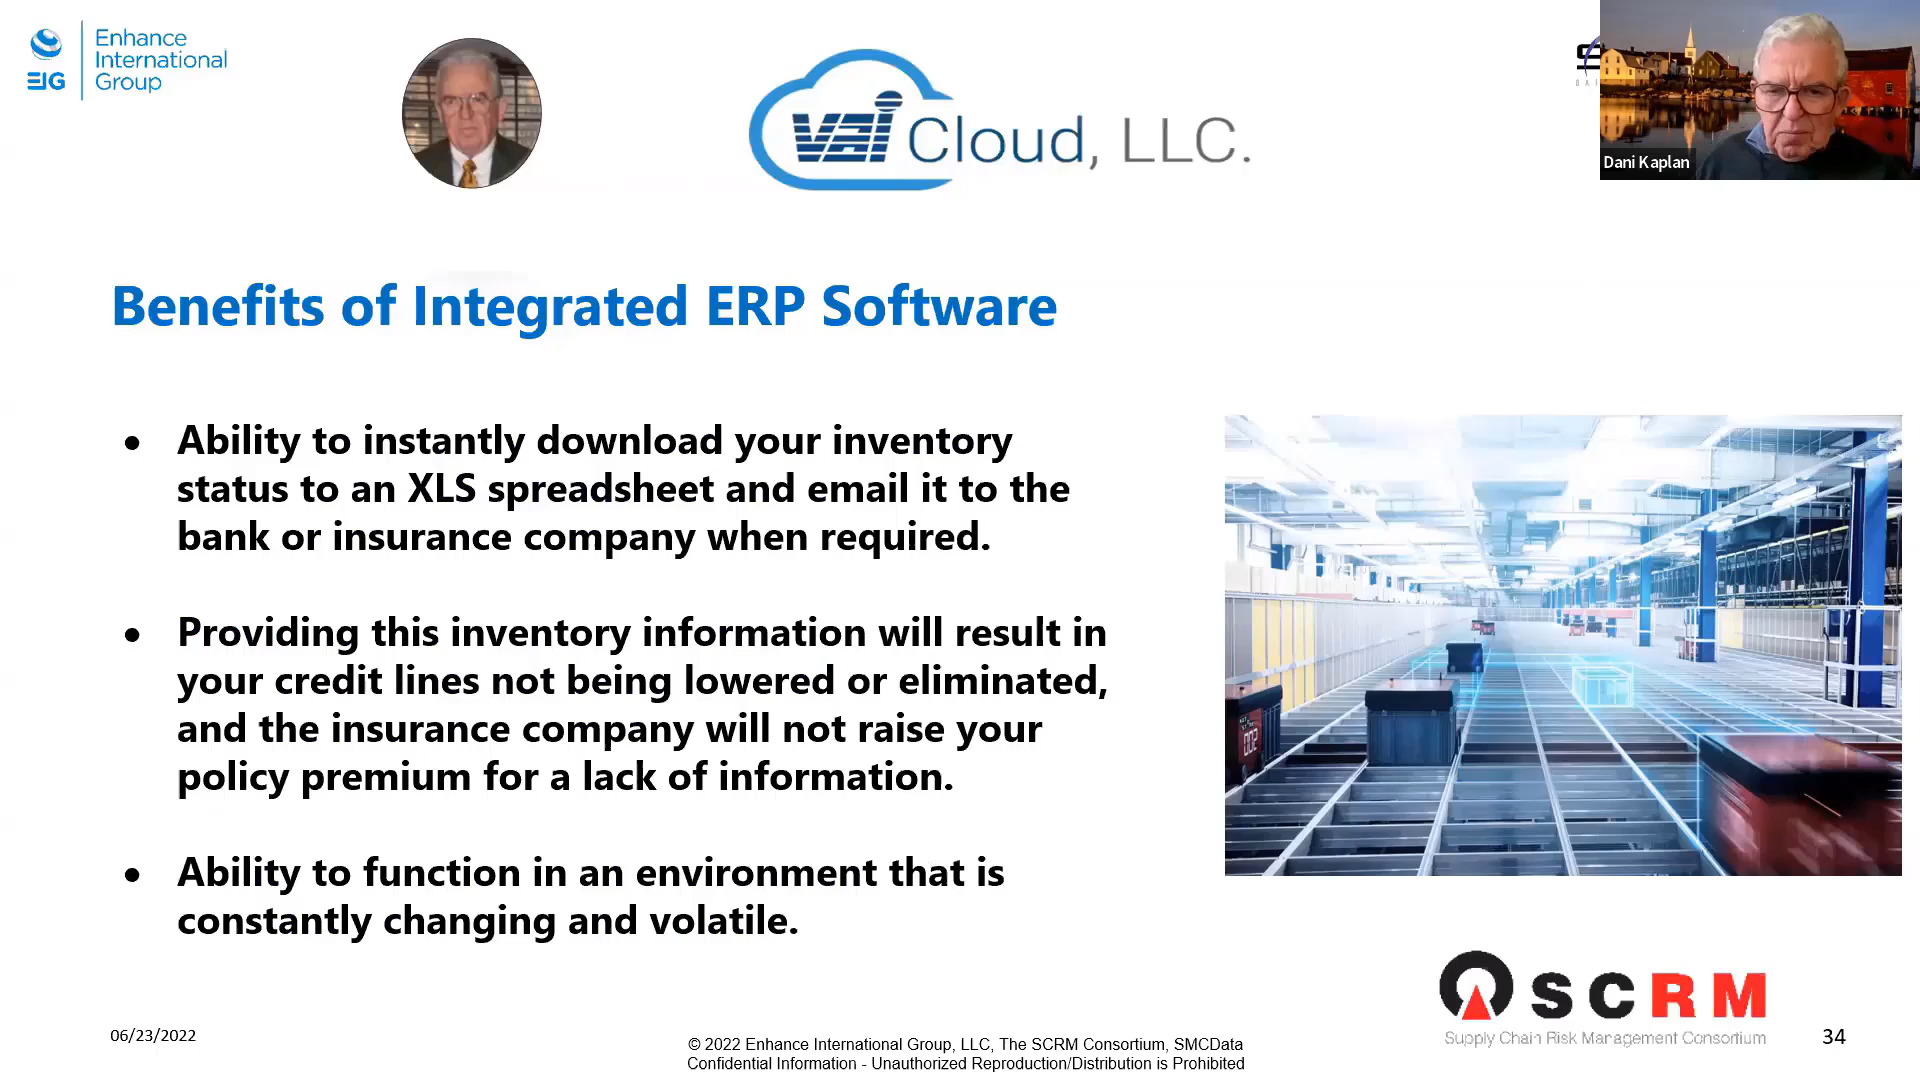 Enhance
International
Group
EIG
vai Cloud, LLC.
Dani Kaplan
Benefits of Integrated ERP Software
• Ability to instantly download your inventory
status to an XLS spreadsheet and email it to the
bank or insurance company when required.
• Providing this inventory information will result in
your credit lines not being lowered or eliminated,
and the insurance company will not raise your
policy premium for a lack of information.
• Ability to function in an environment that is
constantly changing and volatile.
002
SCRM
Supply Chain Risk Management Consortium
06/23/2022
© 2022 Enhance International Group, LLC, The SCRM Consortium, SMCData
Confidential Information - Unauthorized Reproduction/Distribution is Prohibited
34